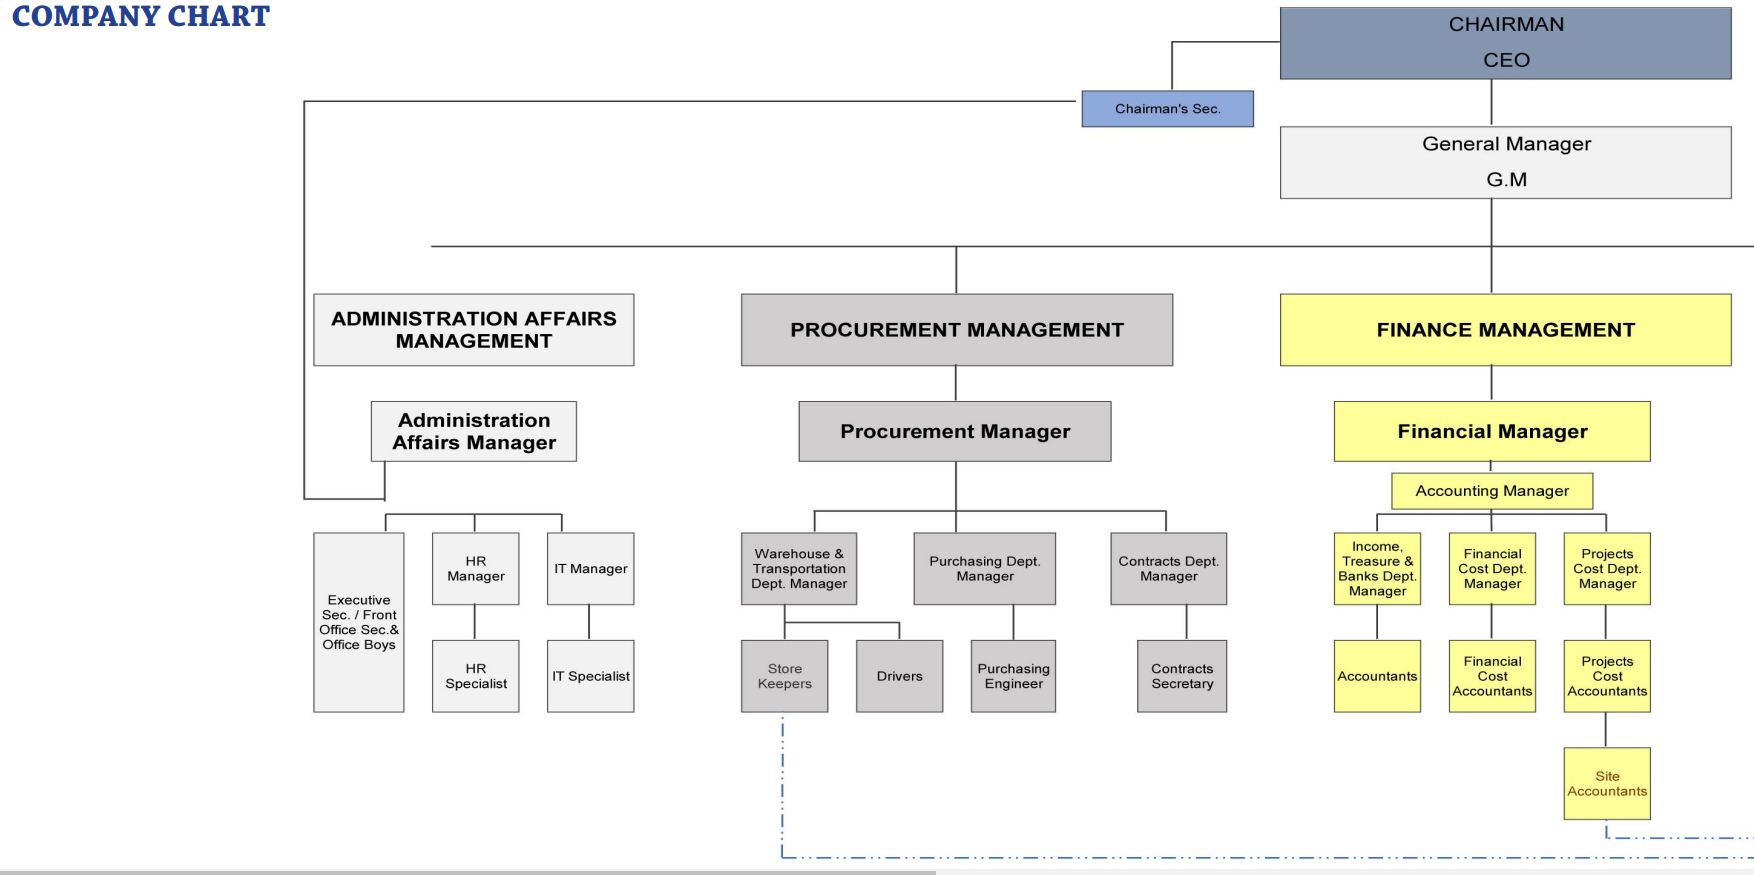 COMPANY CHART
CHAIRMAN
CEO
Chairman's Sec.
General Manager
G.M
ADMINISTRATION AFFAIRS
MANAGEMENT
PROCUREMENT MANAGEMENT
FINANCE MANAGEMENT
Administration
Affairs Manager
Procurement Manager
Financial Manager
Accounting Manager
Executive
Sec. / Front
Office Sec.&
Office Boys
HR
Manager
IT Manager
Warehouse &
Transportation
Dept. Manager
Purchasing Dept.
Manager
Contracts Dept.
Manager
Income,
Treasure &
Banks Dept.
Manager
Financial
Cost Dept.
Manager
Projects
Cost Dept.
Manager
HR
Specialist
IT Specialist
Store
Keepers
Drivers
Purchasing
Engineer
Contracts
Secretary
Accountants
Financial
Cost
Accountants
Projects
Cost
Accountants
Site
Accountants